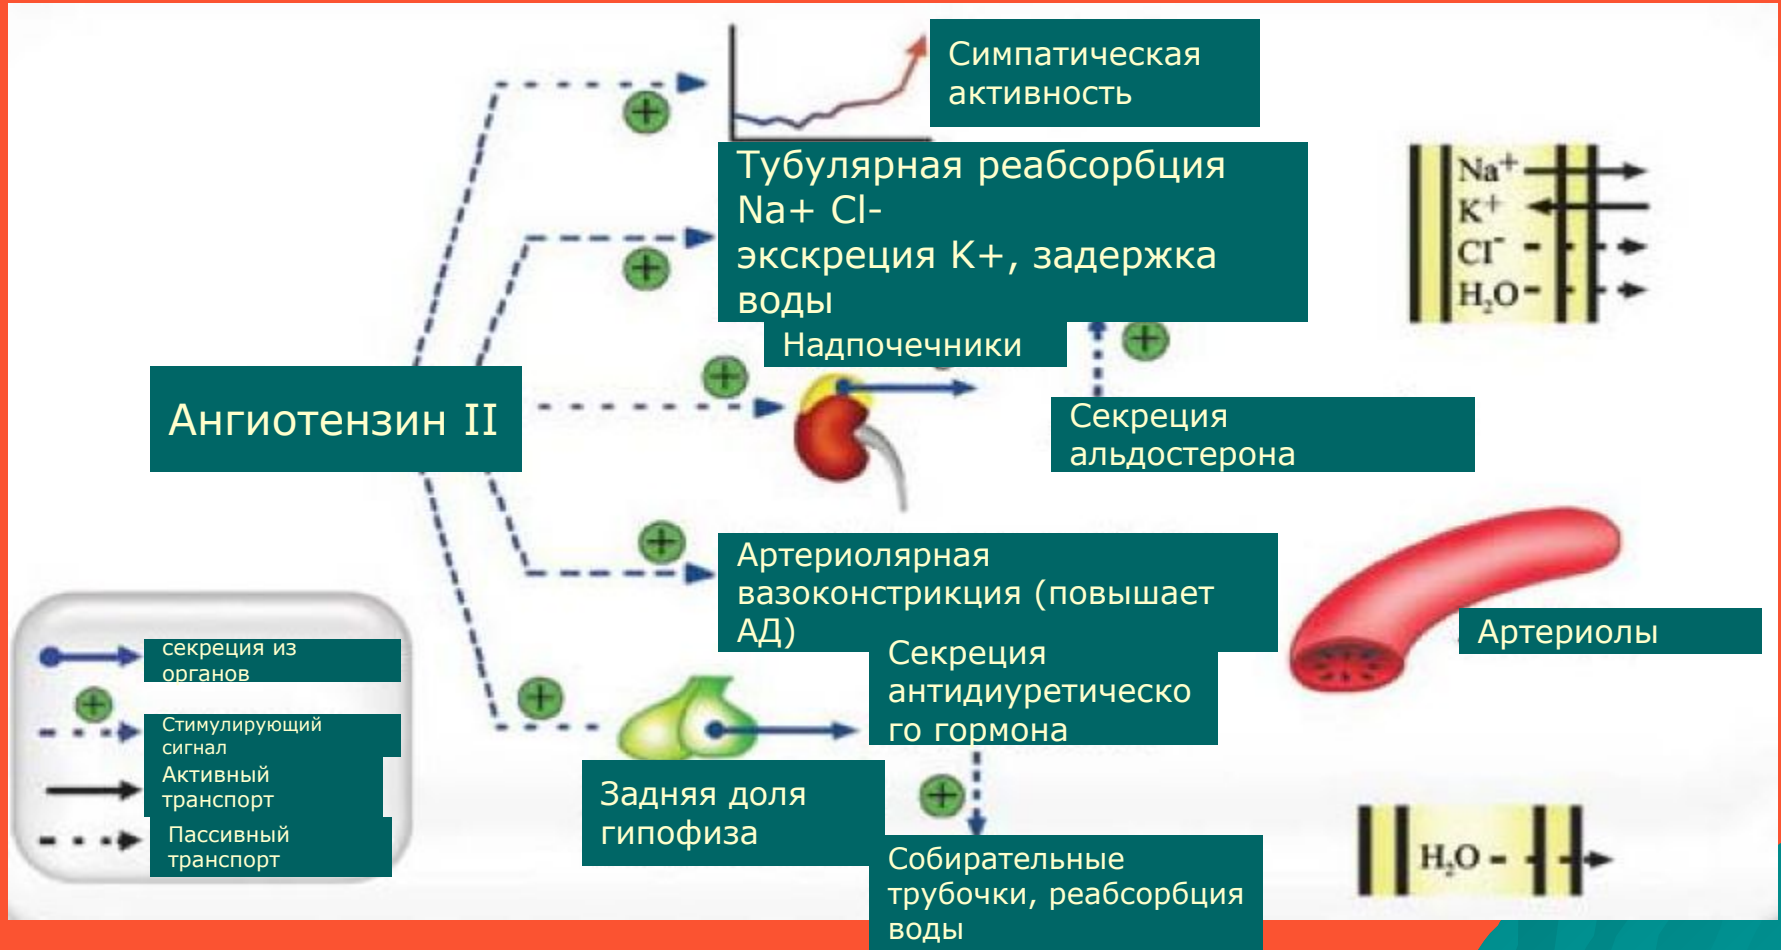 Симпатическая
активность
Тубулярная реабсорбция
Na+ Cl-
экскреция K+, задержка
воды
Na+
K+
Cl-
H2O
Надпочечники
Ангиотензин II
Секреция
альдостерона
Артериолярная
вазоконстрикция (повышает
АД)
Артериолы
Секреция
антидиуретическо
го гормона
секреция из
органов
Стимулирующий
сигнал
Активный
транспорт
Пассивный
транспорт
Задняя доля
гипофиза
Собирательные
трубочки, реабсорбция
воды
H2O